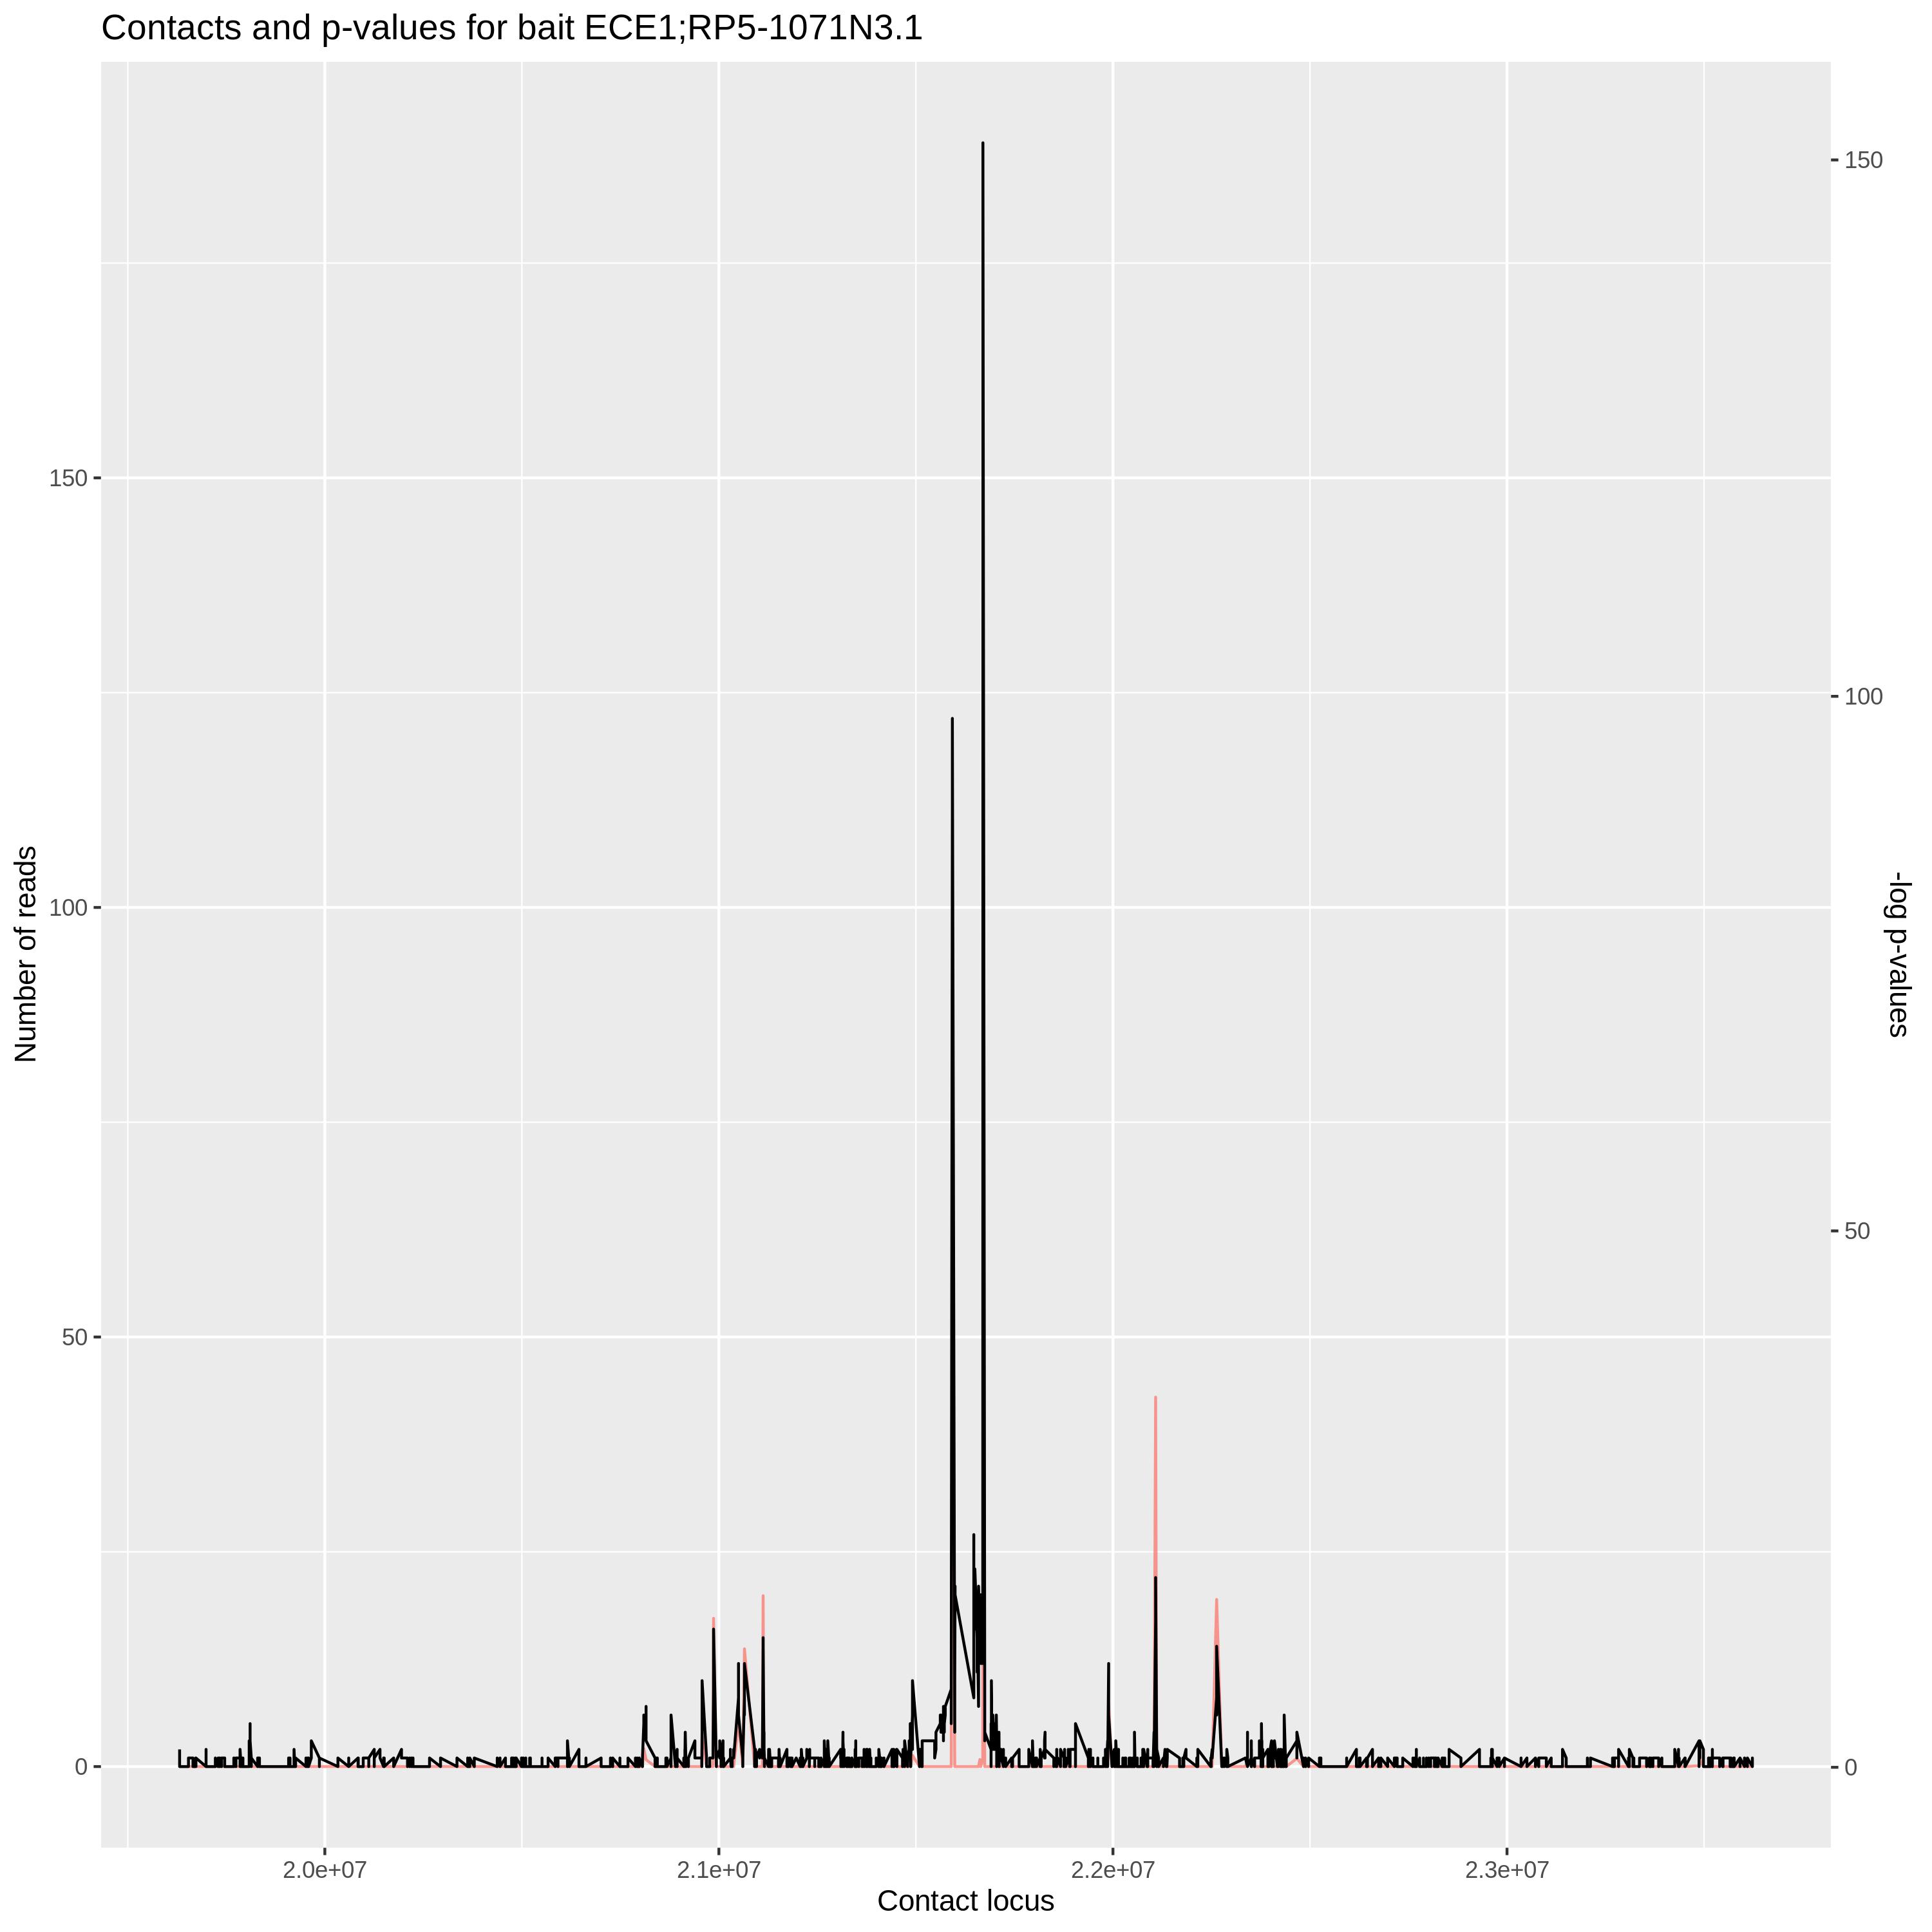 Contacts and p-values for bait ECE1;RP5-1071N3.1
Number of reads
150
100
50
0
150
100
50
0
-log p-values
2.0e+07
2.1e+07
2.2e+07
2.3e+07
Contact locus